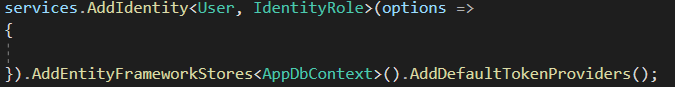 services.AddIdentity<User, IdentityRole>(options =>
{
}).AddEntityFrameworkStores<AppDbContext>().AddDefaultTokenProviders();